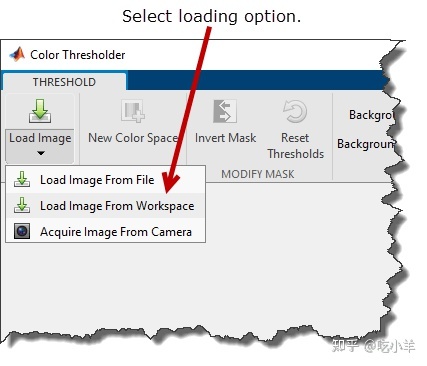 Select loading option.
Color Thresholder
THRESHOLD
Load Image
New Color Space
Invert Mask
Reset
Thresholds
Backgro
Backgroun
MODIFY MASK
Load Image From File
Load Image From Workspace
Acquire Image From Camera
知乎 @吃小羊